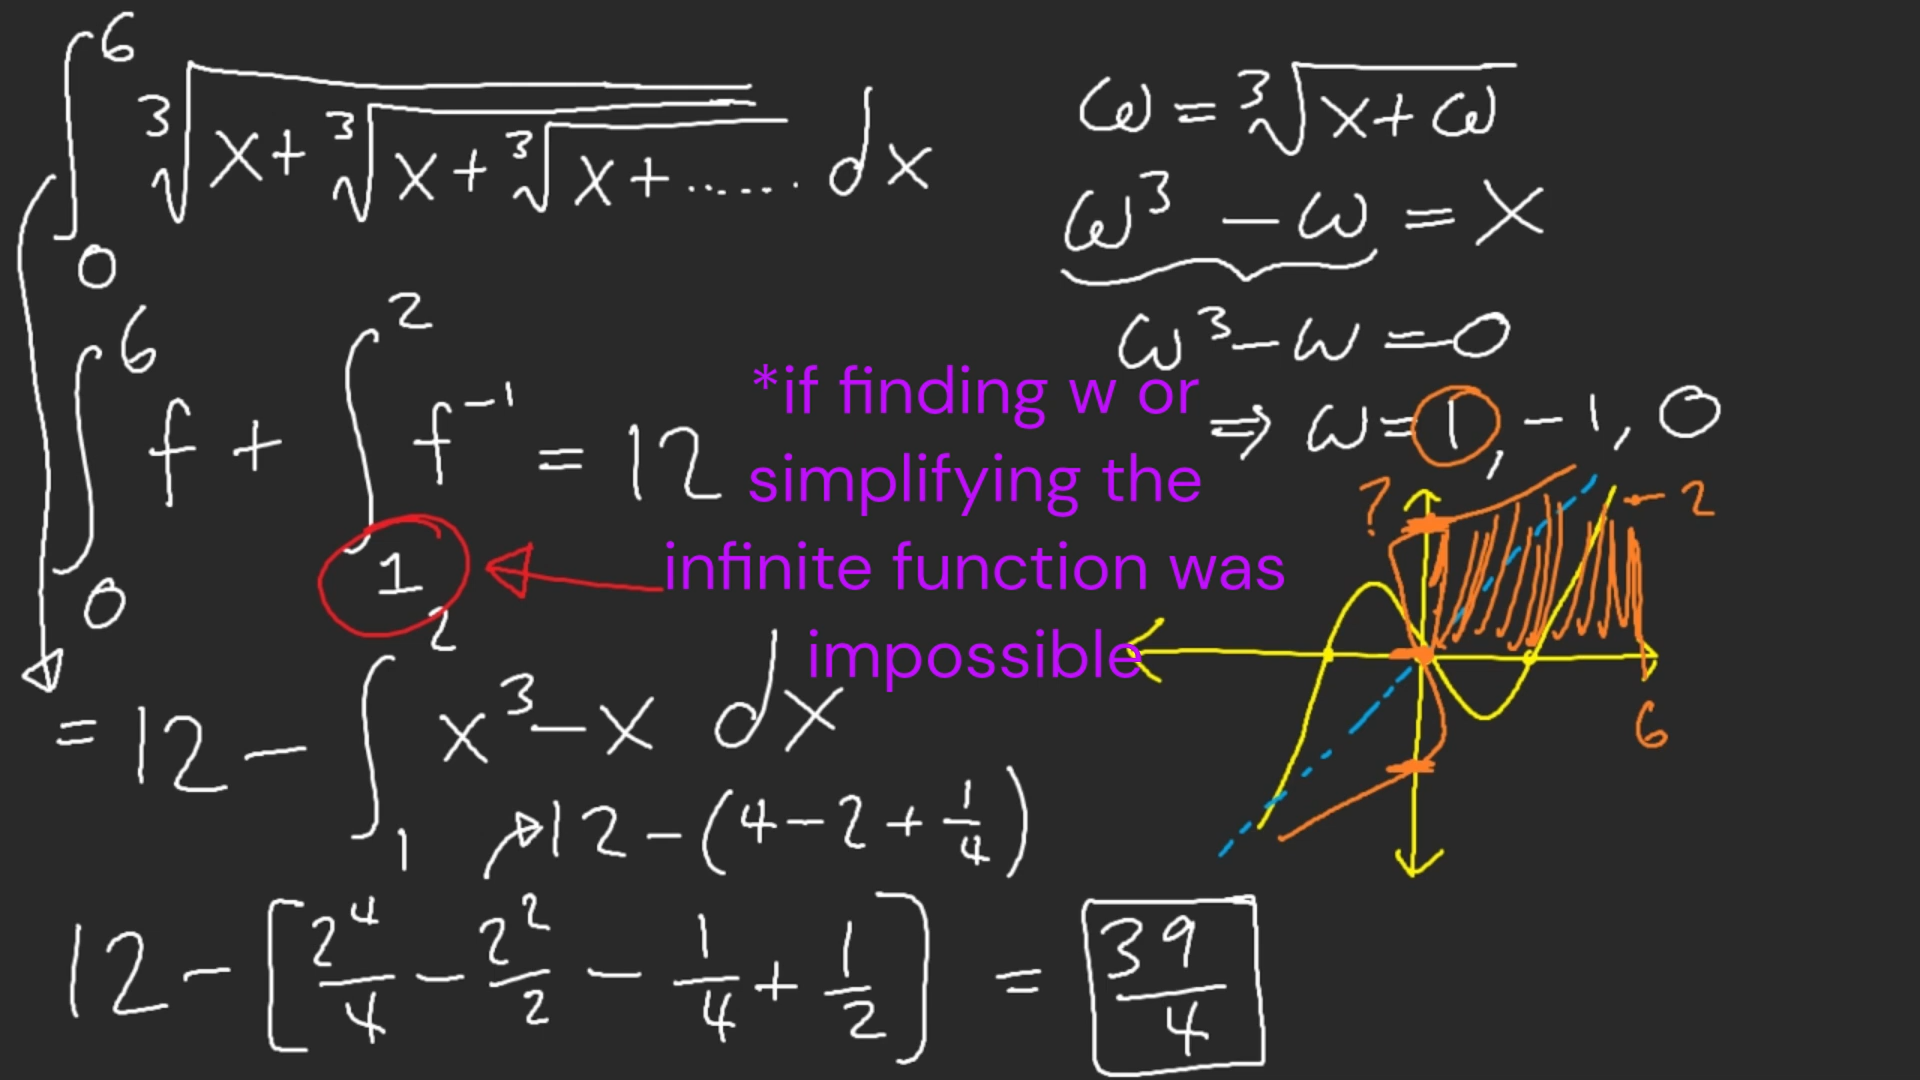 ∫₀⁶ ∛(x+∛(x+∛(x+......))) dx
ω = ∛(x+ω)
ω³ - ω = x
ω³ - ω = 0
⇒ ω = 1, -1, 0
∫₀⁶ f + ∫₁² f⁻¹ = 12
*if finding w or
simplifying the
infinite function was
impossible
? 2
6
= 12 - ∫₁² x³ - x dx
12 - (4 - 2 + 1/4)
12 - [2⁴/4 - 2²/2 - 1/4 + 1/2] = 39/4